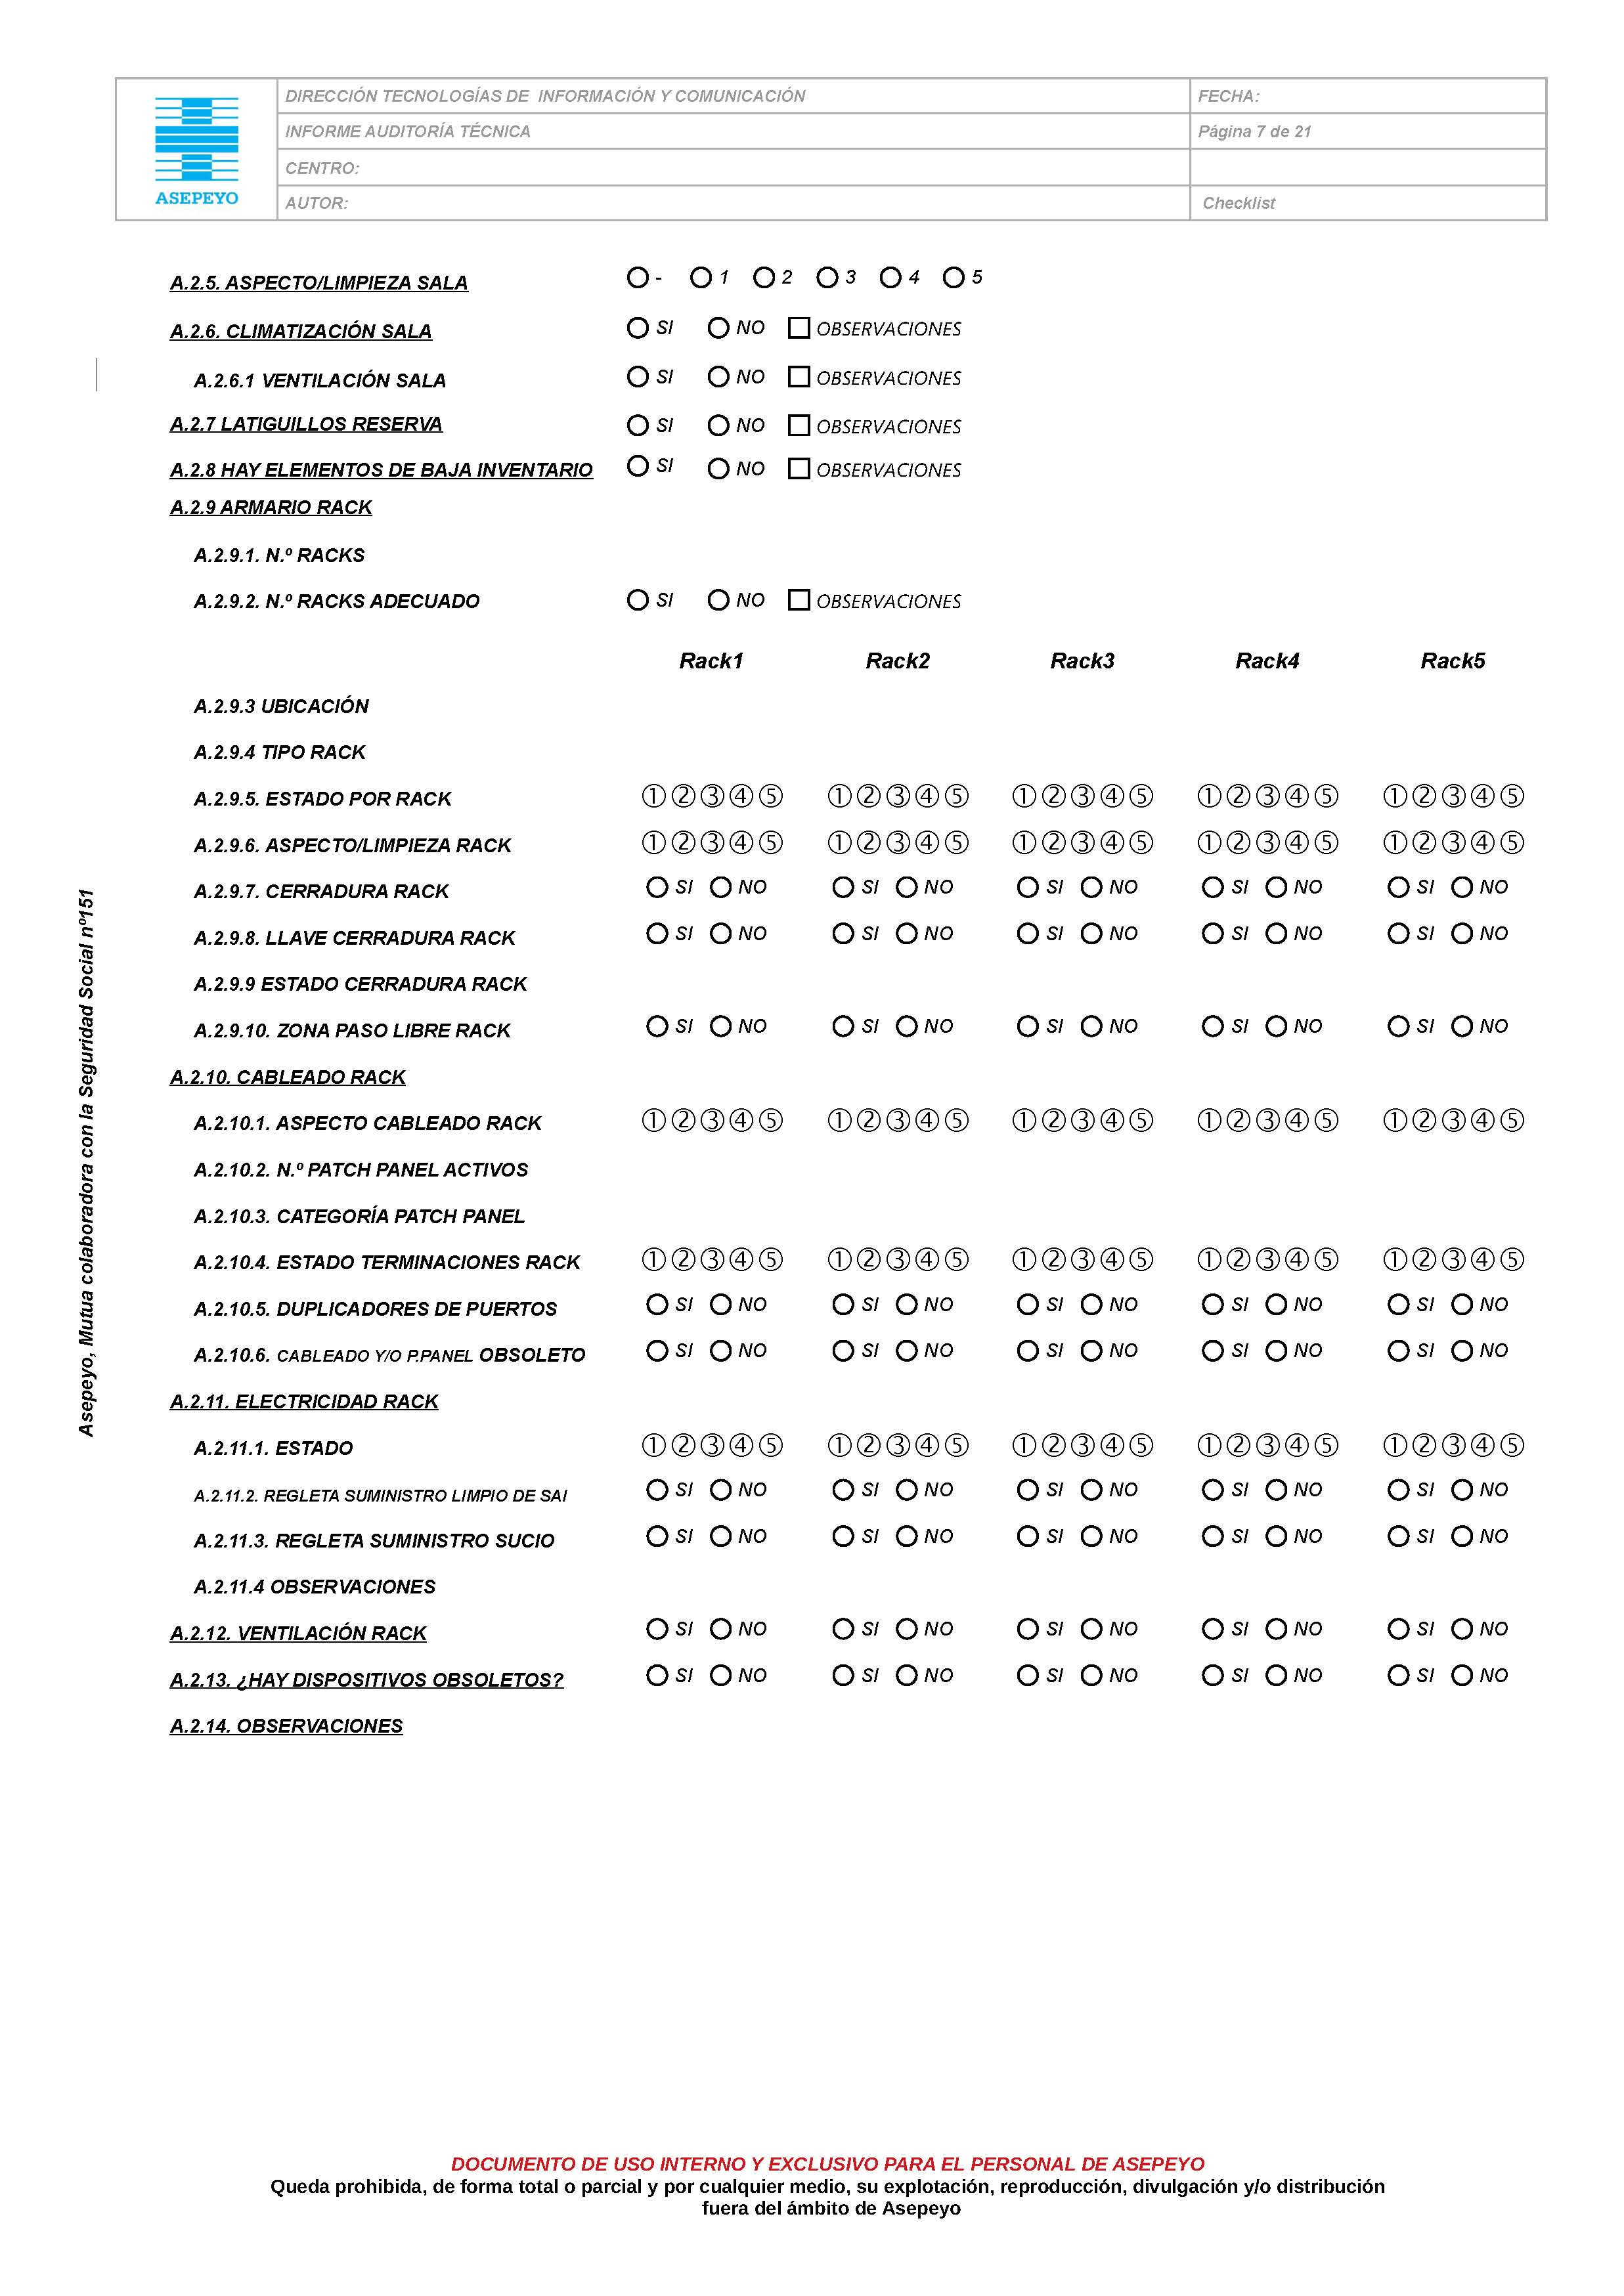 DIRECCIÓN TECNOLOGÍAS DE INFORMACIÓN Y COMUNICACIÓN FECHA:
INFORME AUDITORÍA TÉCNICA Página 7 de 21
CENTRO:
ASEPEYO AUTOR: Checklist
A.2.5. ASPECTO/LIMPIEZA SALA - 1 2 3 4 5
A.2.6. CLIMATIZACIÓN SALA SI NO OBSERVACIONES
A.2.6.1 VENTILACIÓN SALA SI NO OBSERVACIONES
A.2.7 LATIGUILLOS RESERVA SI NO OBSERVACIONES
A.2.8 HAY ELEMENTOS DE BAJA INVENTARIO SI NO OBSERVACIONES
A.2.9 ARMARIO RACK
A.2.9.1. N.º RACKS
A.2.9.2. N.º RACKS ADECUADO SI NO OBSERVACIONES
Rack1 Rack2 Rack3 Rack4 Rack5
A.2.9.3 UBICACIÓN
A.2.9.4 TIPO RACK
A.2.9.5. ESTADO POR RACK ①②③④⑤ ①②③④⑤ ①②③④⑤ ①②③④⑤ ①②③④⑤
A.2.9.6. ASPECTO/LIMPIEZA RACK ①②③④⑤ ①②③④⑤ ①②③④⑤ ①②③④⑤ ①②③④⑤
A.2.9.7. CERRADURA RACK SI NO SI NO SI NO SI NO SI NO
A.2.9.8. LLAVE CERRADURA RACK SI NO SI NO SI NO SI NO SI NO
A.2.9.9 ESTADO CERRADURA RACK
A.2.9.10. ZONA PASO LIBRE RACK SI NO SI NO SI NO SI NO SI NO
A.2.10. CABLEADO RACK
A.2.10.1. ASPECTO CABLEADO RACK ①②③④⑤ ①②③④⑤ ①②③④⑤ ①②③④⑤ ①②③④⑤
A.2.10.2. N.º PATCH PANEL ACTIVOS
A.2.10.3. CATEGORÍA PATCH PANEL
A.2.10.4. ESTADO TERMINACIONES RACK ①②③④⑤ ①②③④⑤ ①②③④⑤ ①②③④⑤ ①②③④⑤
A.2.10.5. DUPLICADORES DE PUERTOS SI NO SI NO SI NO SI NO SI NO
A.2.10.6. CABLEADO Y/O P.PANEL OBSOLETO SI NO SI NO SI NO SI NO SI NO
A.2.11. ELECTRICIDAD RACK
A.2.11.1. ESTADO ①②③④⑤ ①②③④⑤ ①②③④⑤ ①②③④⑤ ①②③④⑤
A.2.11.2. REGLETA SUMINISTRO LIMPIO DE SAI SI NO SI NO SI NO SI NO SI NO
A.2.11.3. REGLETA SUMINISTRO SUCIO SI NO SI NO SI NO SI NO SI NO
A.2.11.4 OBSERVACIONES
A.2.12. VENTILACIÓN RACK SI NO SI NO SI NO SI NO SI NO
A.2.13. ¿HAY DISPOSITIVOS OBSOLETOS? SI NO SI NO SI NO SI NO SI NO
A.2.14. OBSERVACIONES
Asepeyo, Mutua colaboradora con la Seguridad Social nº151
DOCUMENTO DE USO INTERNO Y EXCLUSIVO PARA EL PERSONAL DE ASEPEYO
Queda prohibida, de forma total o parcial y por cualquier medio, su explotación, reproducción, divulgación y/o distribución
fuera del ámbito de Asepeyo